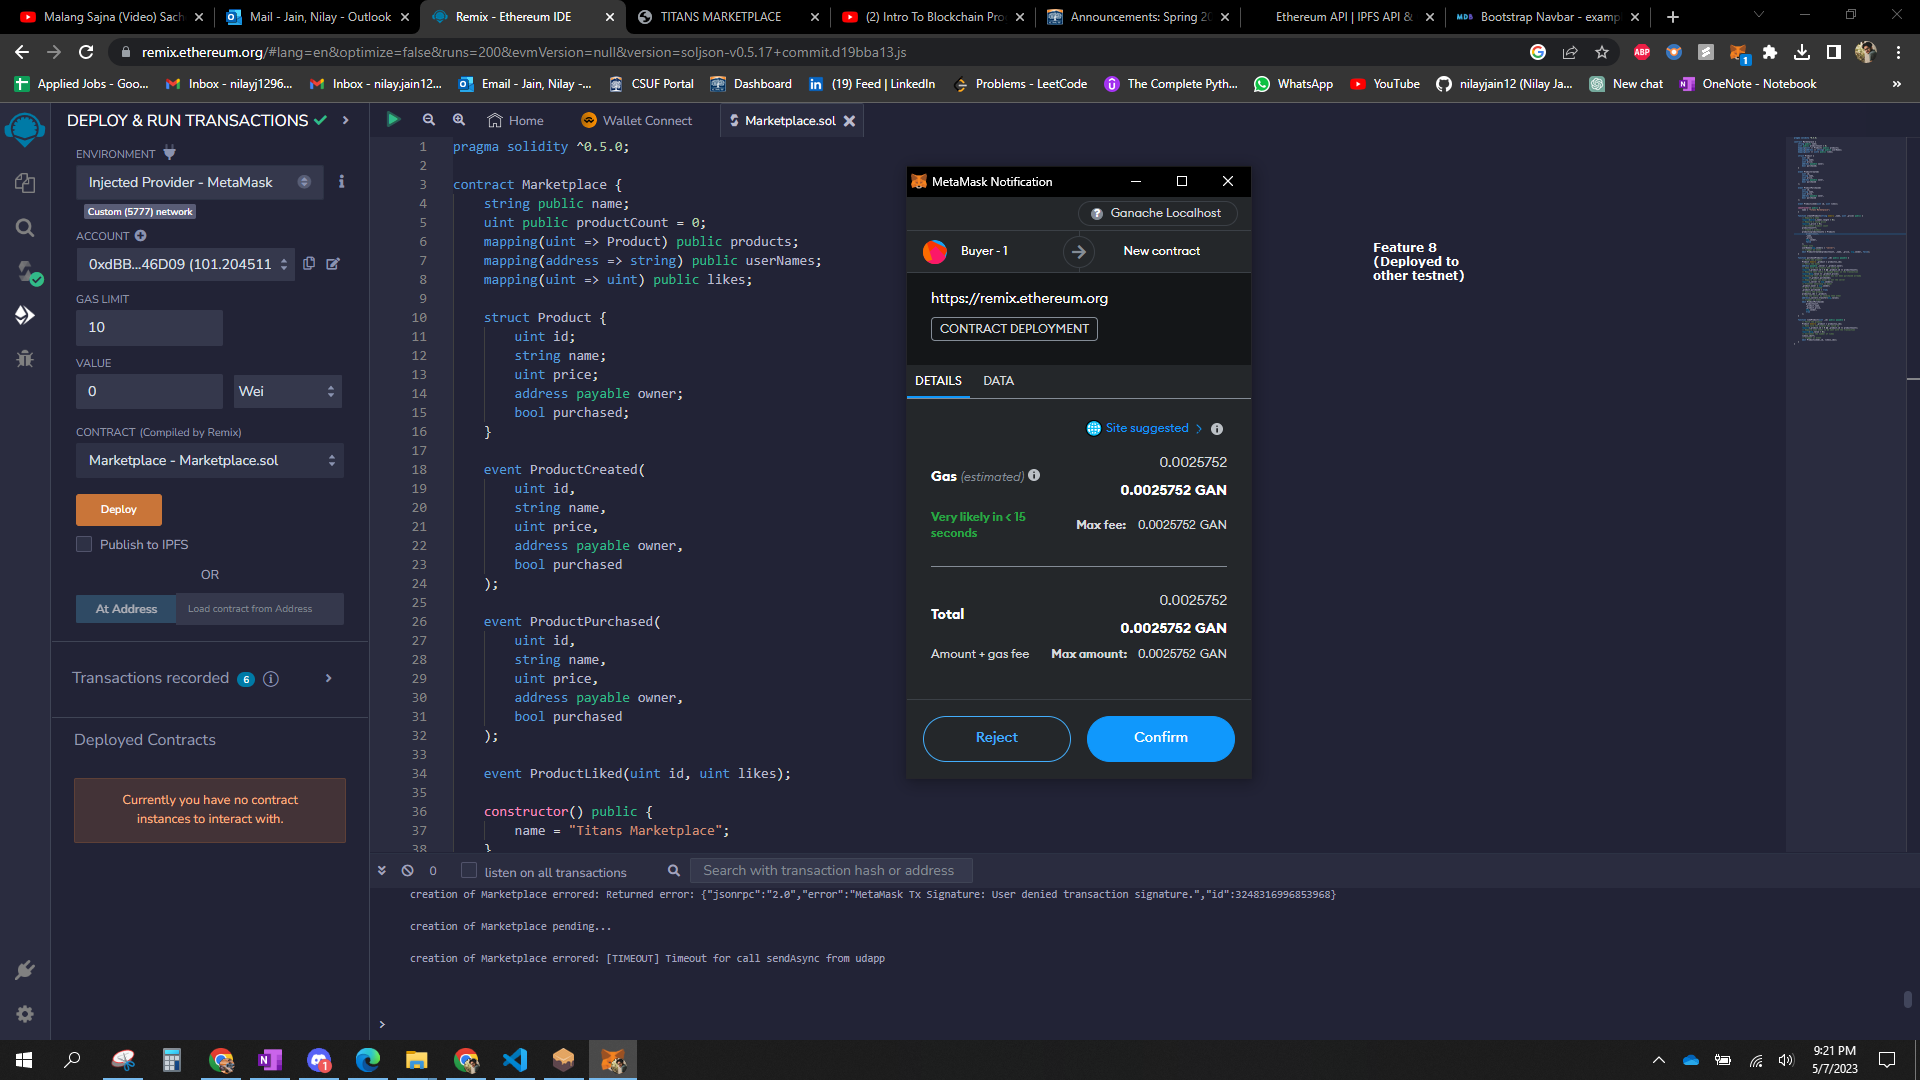 Malang Sajna (Video) Sach
Mail - Jain, Nilay - Outlook
Remix - Ethereum IDE
TITANS MARKETPLACE
(2) Intro To Blockchain Pro
Announcements: Spring 20
Ethereum API | IPFS API &
Bootstrap Navbar - examp
remix.ethereum.org/#lang=en&optimize=false&runs=200&evmVersion=null&version=soljson-v0.5.17+commit.d19bba13.js
Applied Jobs - Goo...
Inbox - nilayj1296...
Inbox - nilay.jain12...
Email - Jain, Nilay -...
CSUF Portal
Dashboard
(19) Feed | LinkedIn
Problems - LeetCode
The Complete Pyth...
WhatsApp
YouTube
nilayjain12 (Nilay Ja...
New chat
OneNote - Notebook
DEPLOY & RUN TRANSACTIONS
ENVIRONMENT
Injected Provider - MetaMask
Custom (5777) network
ACCOUNT
0xdBB...46D09 (101.204511
GAS LIMIT
10
VALUE
0
Wei
CONTRACT (Compiled by Remix)
Marketplace - Marketplace.sol
Deploy
Publish to IPFS
OR
At Address
Load contract from Address
Transactions recorded 6
Deployed Contracts
Currently you have no contract
instances to interact with.
Home
Wallet Connect
Marketplace.sol
1 pragma solidity ^0.5.0;
2
3 contract Marketplace {
4 string public name;
5 uint public productCount = 0;
6 mapping(uint => Product) public products;
7 mapping(address => string) public userNames;
8 mapping(uint => uint) public likes;
9
10 struct Product {
11 uint id;
12 string name;
13 uint price;
14 address payable owner;
15 bool purchased;
16 }
17
18 event ProductCreated(
19 uint id,
20 string name,
21 uint price,
22 address payable owner,
23 bool purchased
24 );
25
26 event ProductPurchased(
27 uint id,
28 string name,
29 uint price,
30 address payable owner,
31 bool purchased
32 );
33
34 event ProductLiked(uint id, uint likes);
35
36 constructor() public {
37 name = "Titans Marketplace";
38 }
MetaMask Notification
Ganache Localhost
Buyer - 1
New contract
https://remix.ethereum.org
CONTRACT DEPLOYMENT
DETAILS
DATA
Site suggested
0.0025752
Gas (estimated)
0.0025752 GAN
Very likely in < 15
seconds
Max fee: 0.0025752 GAN
0.0025752
Total
0.0025752 GAN
Amount + gas fee
Max amount: 0.0025752 GAN
Reject
Confirm
Feature 8
(Deployed to
other testnet)
0
listen on all transactions
Search with transaction hash or address
creation of Marketplace errored: Returned error: {"jsonrpc":"2.0","error":"MetaMask Tx Signature: User denied transaction signature.","id":3248316996853968}
creation of Marketplace pending...
creation of Marketplace errored: [TIMEOUT] Timeout for call sendAsync from udapp
>
9:21 PM
5/7/2023